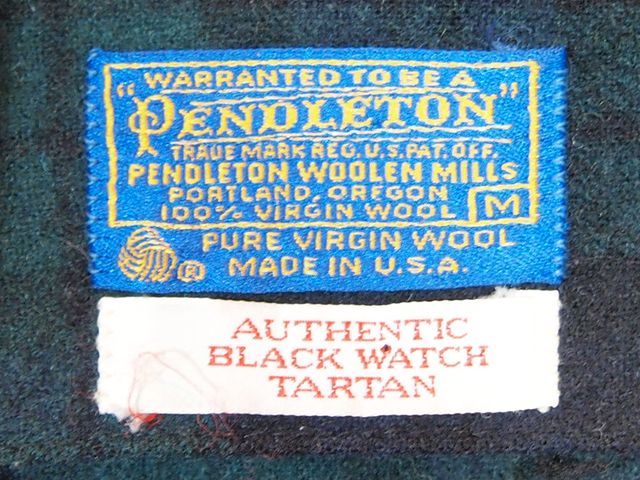 WARRANTED TO BE A
"PENDLETON"
TRADE MARK REG. U.S. PAT. OFF.
PENDLETON WOOLEN MILLS
PORTLAND, OREGON
100% VIRGIN WOOL M
® PURE VIRGIN WOOL
MADE IN U.S.A.
AUTHENTIC
BLACK WATCH
TARTAN